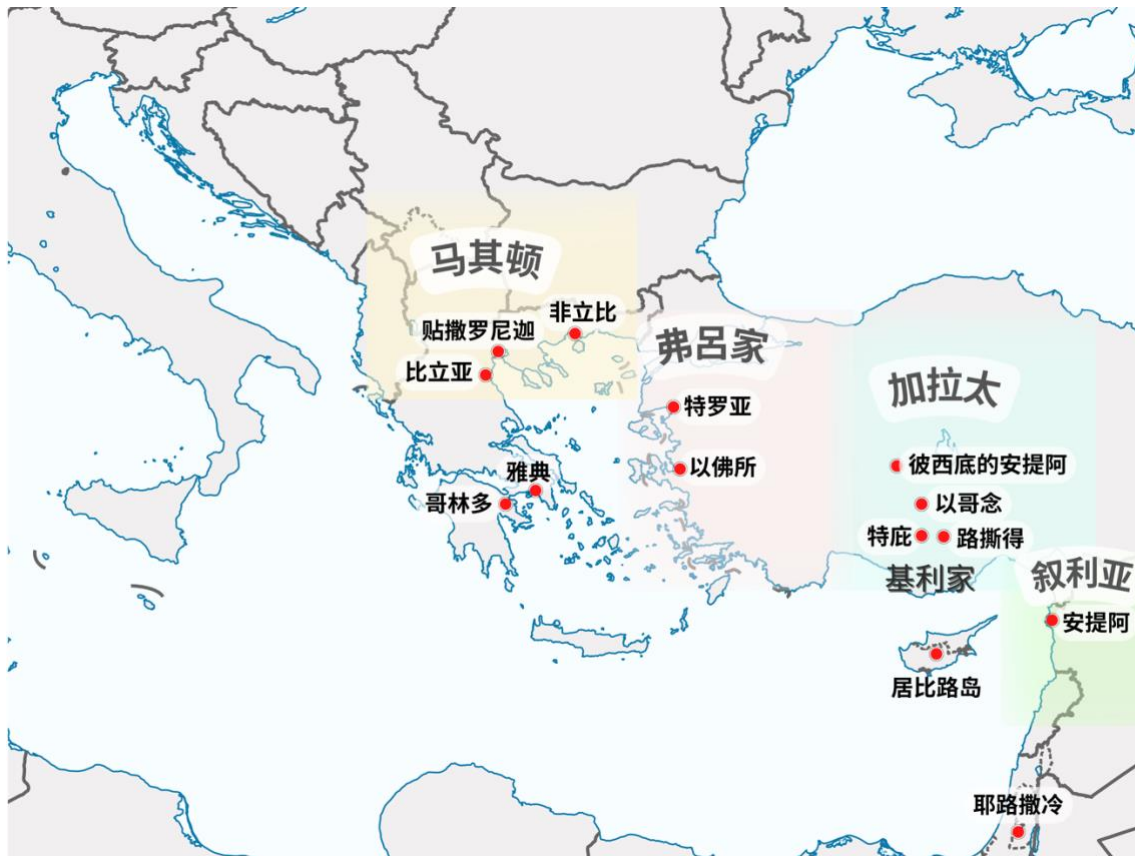 马其顿
非立比
贴撒罗尼迦
比立亚
弗呂家
加拉太
特罗亚
以佛所
彼西底的安提阿
雅典
哥林多
以哥念
特庇
路撕得
基利家
叙利亚
安提阿
居比路岛
耶路撒冷